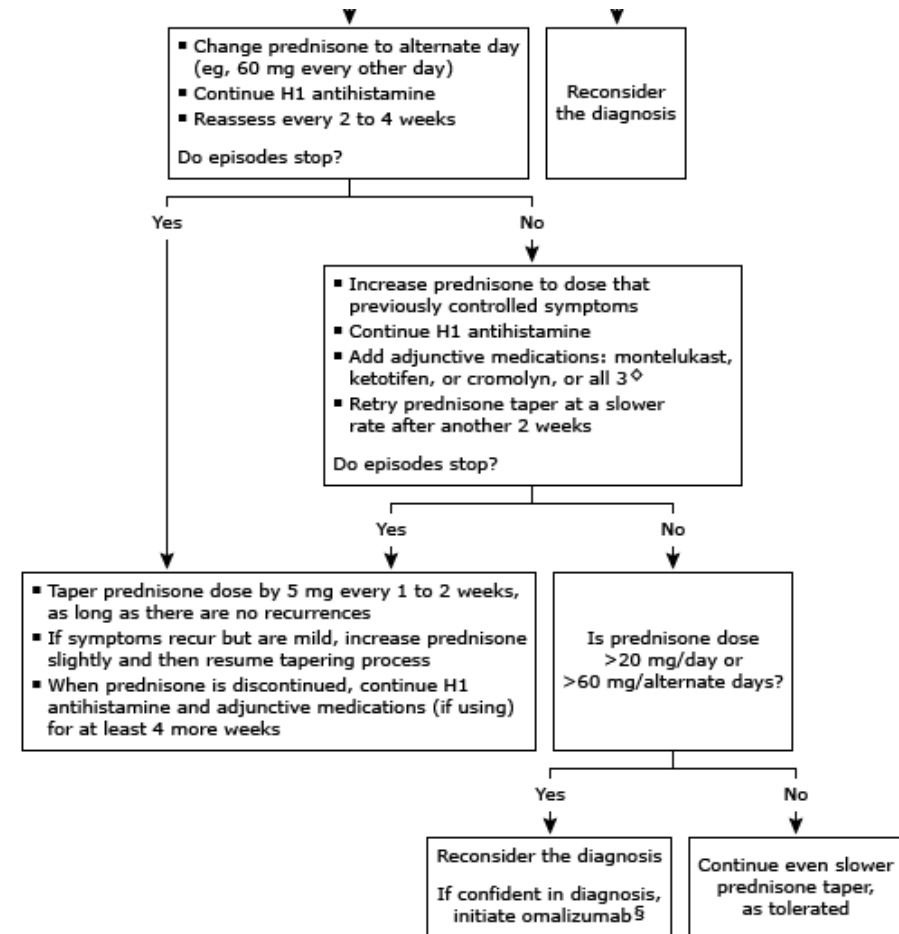 ▪ Change prednisone to alternate day
(eg, 60 mg every other day)
▪ Continue H1 antihistamine
▪ Reassess every 2 to 4 weeks
Do episodes stop?
Reconsider
the diagnosis
Yes
No
▪ Increase prednisone to dose that
previously controlled symptoms
▪ Continue H1 antihistamine
▪ Add adjunctive medications: montelukast,
ketotifen, or cromolyn, or all 3◇
▪ Retry prednisone taper at a slower
rate after another 2 weeks
Do episodes stop?
Yes
No
▪ Taper prednisone dose by 5 mg every 1 to 2 weeks,
as long as there are no recurrences
▪ If symptoms recur but are mild, increase prednisone
slightly and then resume tapering process
▪ When prednisone is discontinued, continue H1
antihistamine and adjunctive medications (if using)
for at least 4 more weeks
Is prednisone dose
>20 mg/day or
>60 mg/alternate days?
Yes
No
Reconsider the diagnosis
If confident in diagnosis,
initiate omalizumab§
Continue even slower
prednisone taper,
as tolerated